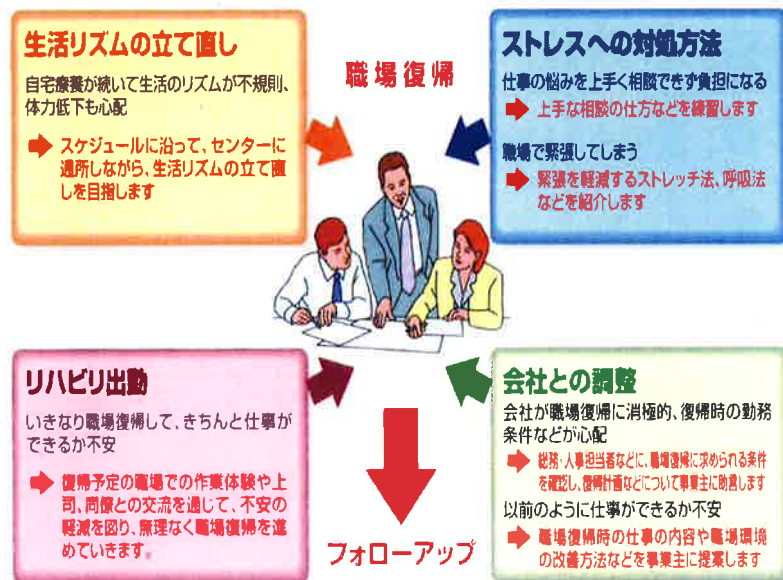 生活リズムの立て直し
自宅療養が続いて生活のリズムが不規則、
体力低下も心配
スケジュールに沿って、センターに
通所しながら、生活リズムの立て直
しを目指します
職場復帰
ストレスへの対処方法
仕事の悩みを上手く相談できず負担になる
上手な相談の仕方などを練習します
職場で緊張してしまう
緊張を軽減するストレッチ法、呼吸法
などを紹介します
リハビリ出勤
いきなり職場復帰して、きちんと仕事が
できるか不安
復帰予定の職場での作業体験や上
司、同僚との交流を通じて、不安の
軽減を図り、無理なく職場復帰を進
めていきます。
会社との調整
会社が職場復帰に消極的、復帰時の勤務
条件などが心配
総務・人事担当者などに、職場復帰に求められる条件
を確認し、復帰計画などについて事業主に助言します
以前のように仕事ができるか不安
職場復帰時の仕事の内容や職場環境
の改善方法などを事業主に提案します
フォローアップ